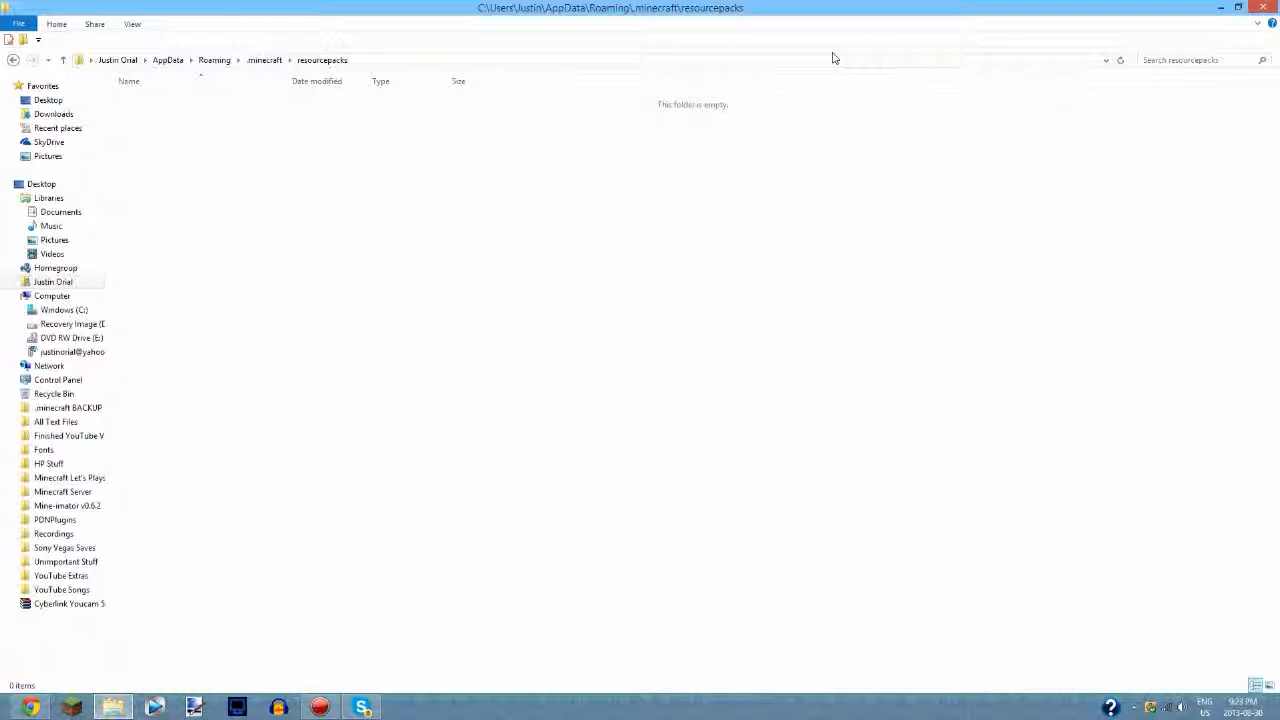 C:\Users\Justin\AppData\Roaming\.minecraft\resourcepacks
File Home Share View
Justin Orial AppData Roaming .minecraft resourcepacks Search resourcepacks
Name Date modified Type Size
This folder is empty.
Favorites
Desktop
Downloads
Recent places
SkyDrive
Pictures
Desktop
Libraries
Documents
Music
Pictures
Videos
Homegroup
Justin Orial
Computer
Windows (C:)
Recovery Image (D
DVD RW Drive (E:)
justinorial@yahoo
Network
Control Panel
Recycle Bin
.minecraft BACKUP
All Text Files
Finished YouTube V
Fonts
HP Stuff
Minecraft Let's Plays
Minecraft Server
Mine-imator v0.6.2
PDNPlugins
Recordings
Sony Vegas Saves
Unimportant Stuff
YouTube Extras
YouTube Songs
Cyberlink Youcam 5
0 items
ENG 9:23 PM
US 2013-08-30